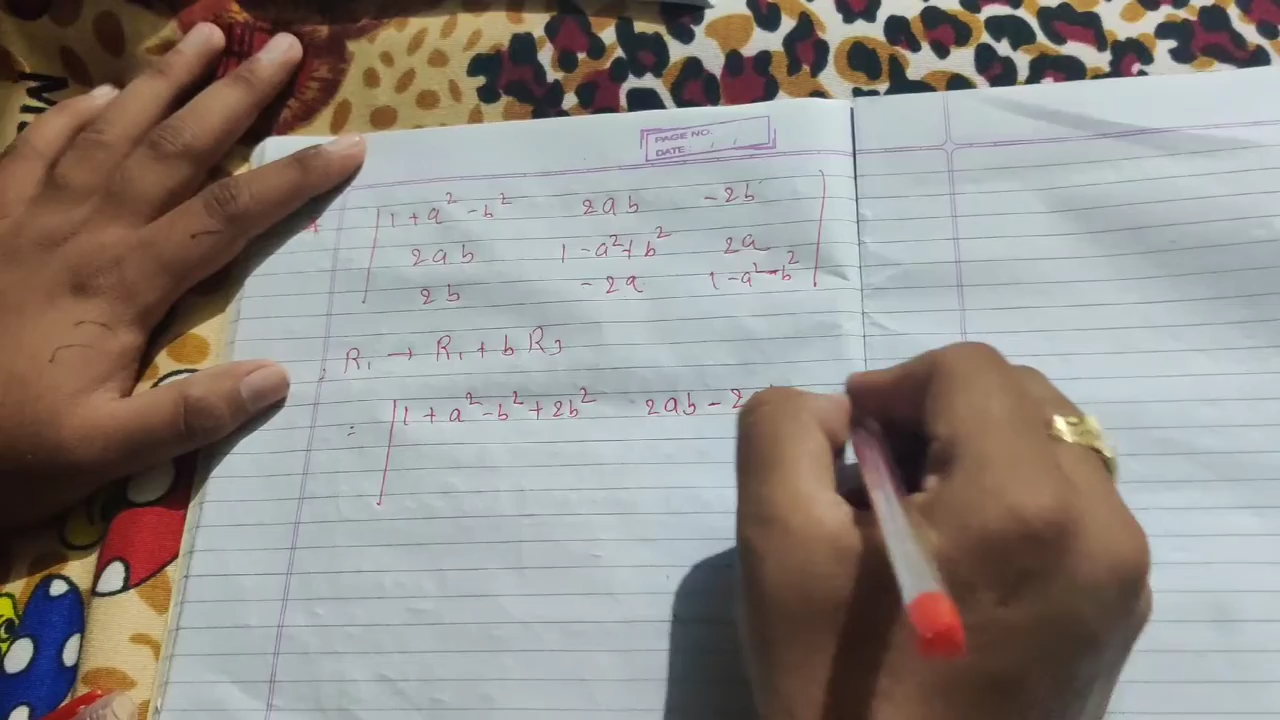 PAGE NO.
DATE :
1 + a² - b² 2ab -2b
2ab 1 - a² + b² 2a
2b -2a 1 - a² - b²
R₁ → R₁ + b R₃
= 1 + a² - b² + 2b² 2ab - 2